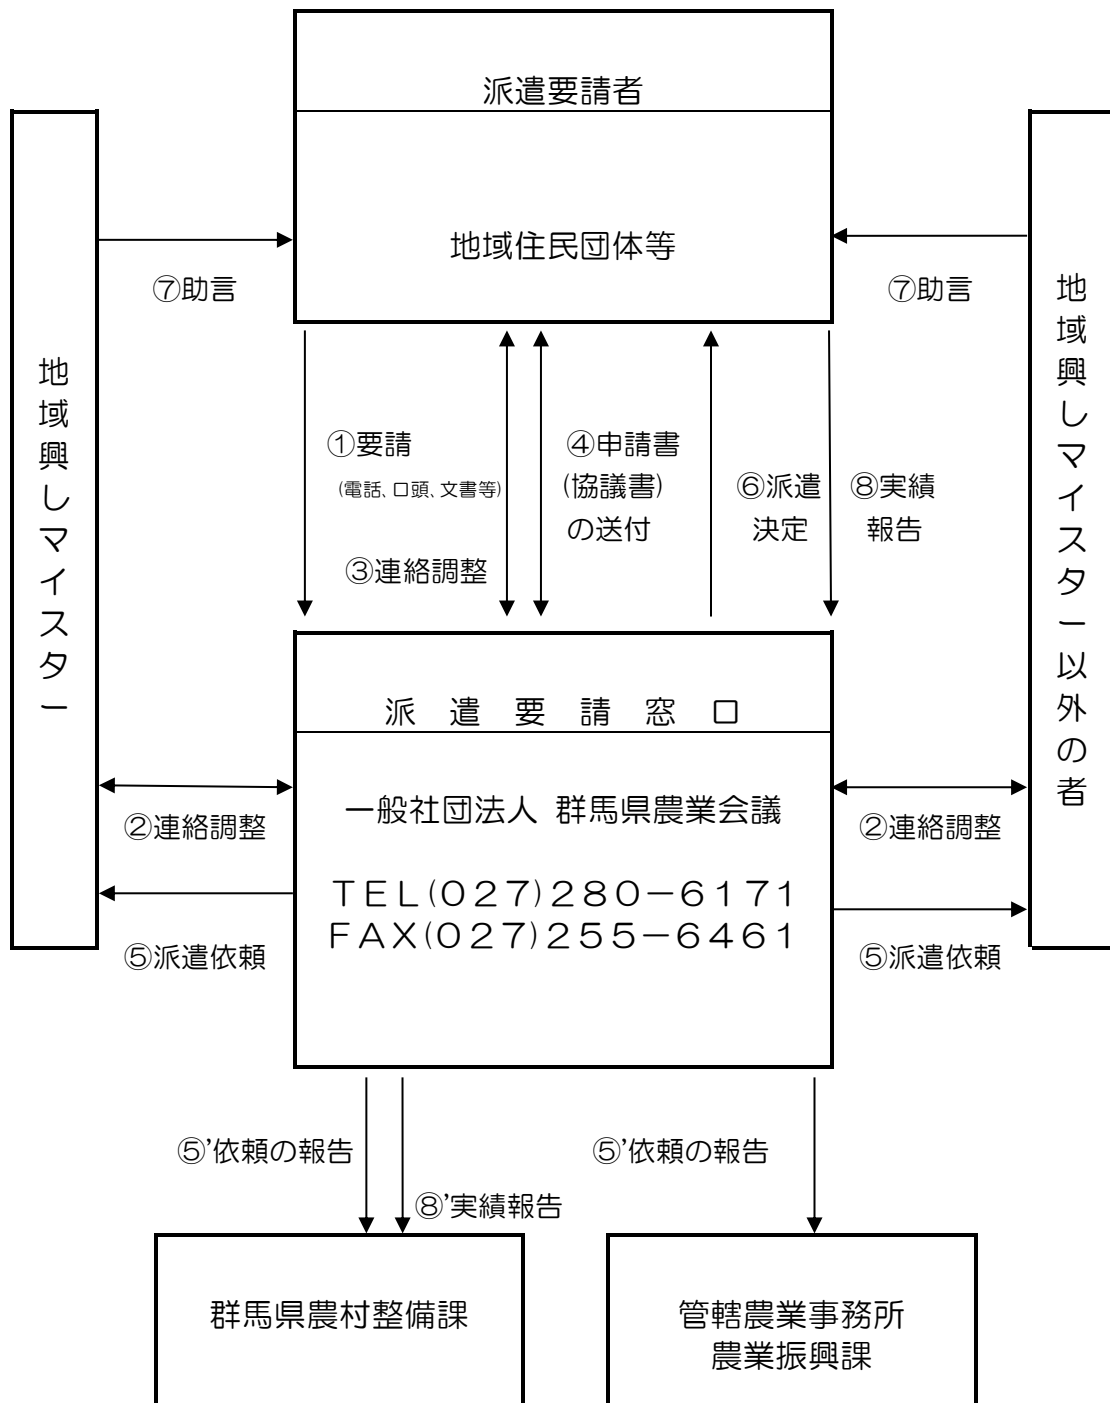 派遣要請者
地域住民団体等
地域興しマイスター
⑦助言
⑦助言
地域興しマイスター以外の者
①要請
(電話、口頭、文書等)
③連絡調整
④申請書
(協議書)
の送付
⑥派遣
決定
⑧実績
報告
派遣要請窓口
一般社団法人 群馬県農業会議
TEL(027)280-6171
FAX(027)255-6461
②連絡調整
⑤派遣依頼
②連絡調整
⑤派遣依頼
⑤’依頼の報告
⑧’実績報告
⑤’依頼の報告
群馬県農村整備課
管轄農業事務所
農業振興課